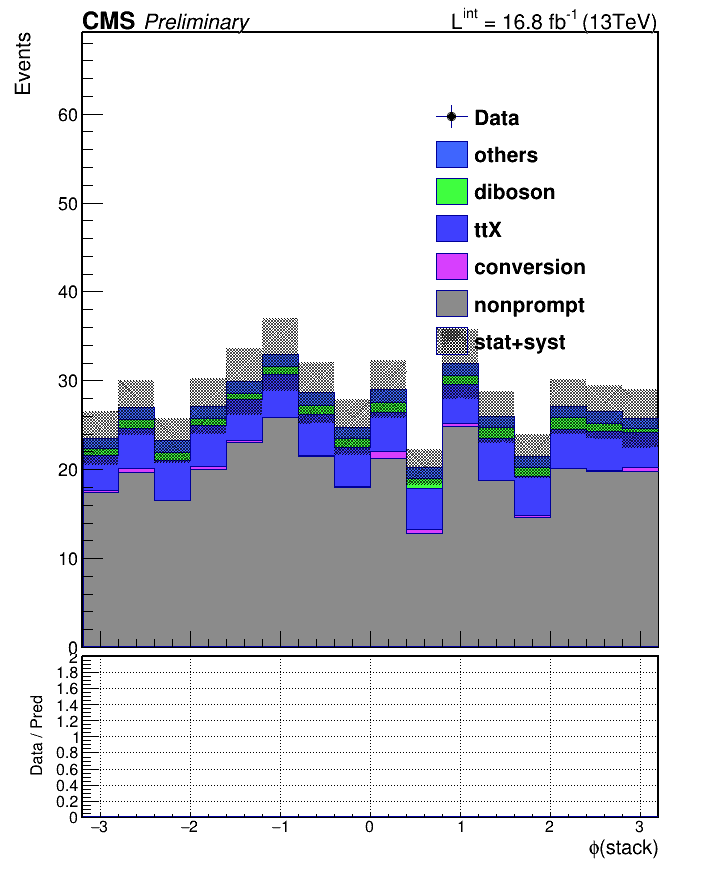 CMS Preliminary L^int = 16.8 fb^-1 (13TeV)
Events
60
50
40
30
20
10
0
Data
others
diboson
ttX
conversion
nonprompt
stat+syst
Data / Pred
2
1.8
1.6
1.4
1.2
1
0.8
0.6
0.4
0.2
0
−3 −2 −1 0 1 2 3
ϕ(stack)